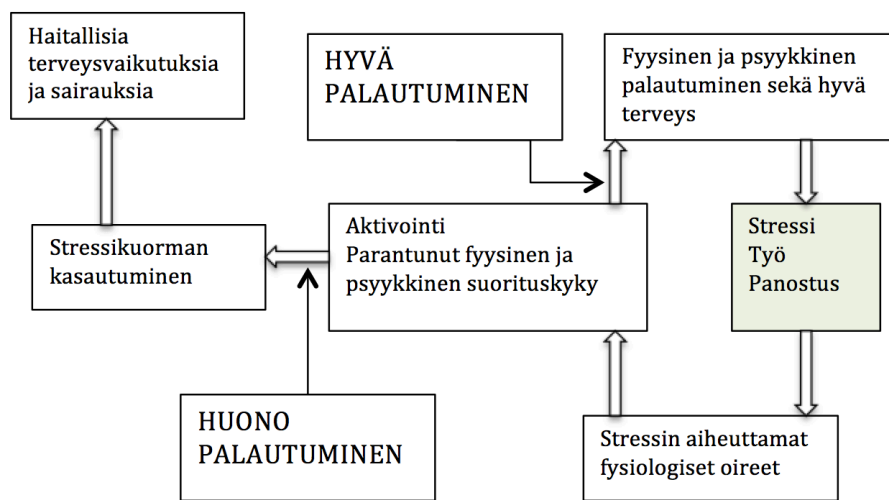 Haitallisia
terveysvaikutuksia
ja sairauksia
HYVÄ
PALAUTUMINEN
Fyysinen ja psyykkinen
palautuminen sekä hyvä
terveys
Stressikuorman
kasautuminen
Aktivointi
Parantunut fyysinen ja
psyykkinen suorituskyky
Stressi
Työ
Panostus
HUONO
PALAUTUMINEN
Stressin aiheuttamat
fysiologiset oireet